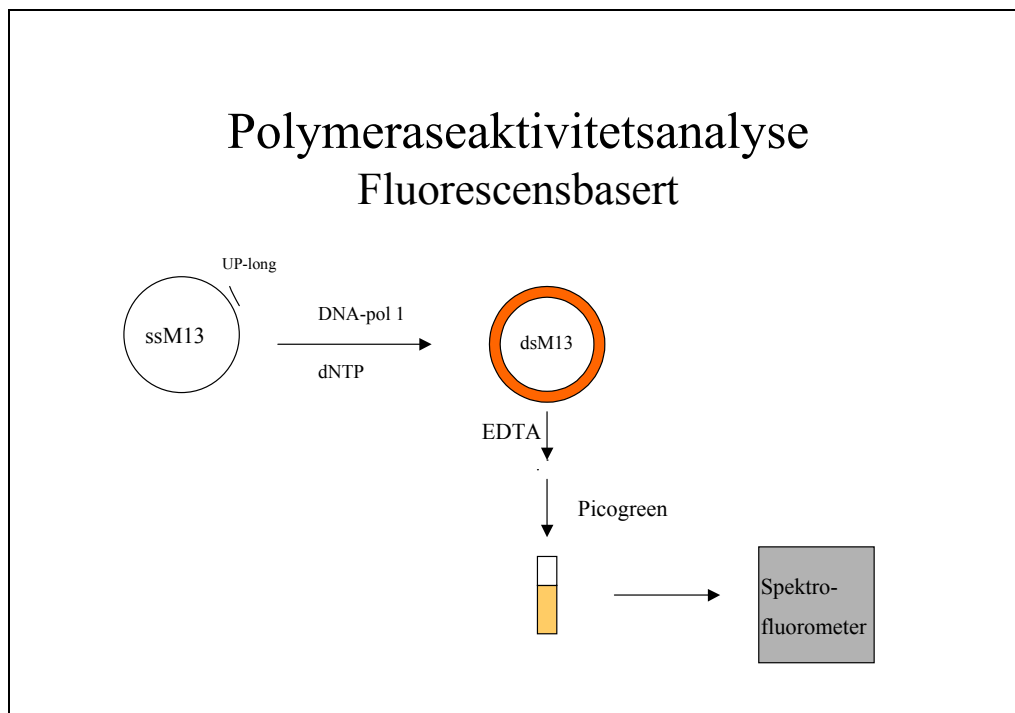 Polymeraseaktivitetsanalyse
Fluorescensbasert
UP-long
ssM13
DNA-pol 1
dNTP
dsM13
EDTA
Picogreen
Spektro-
fluorometer